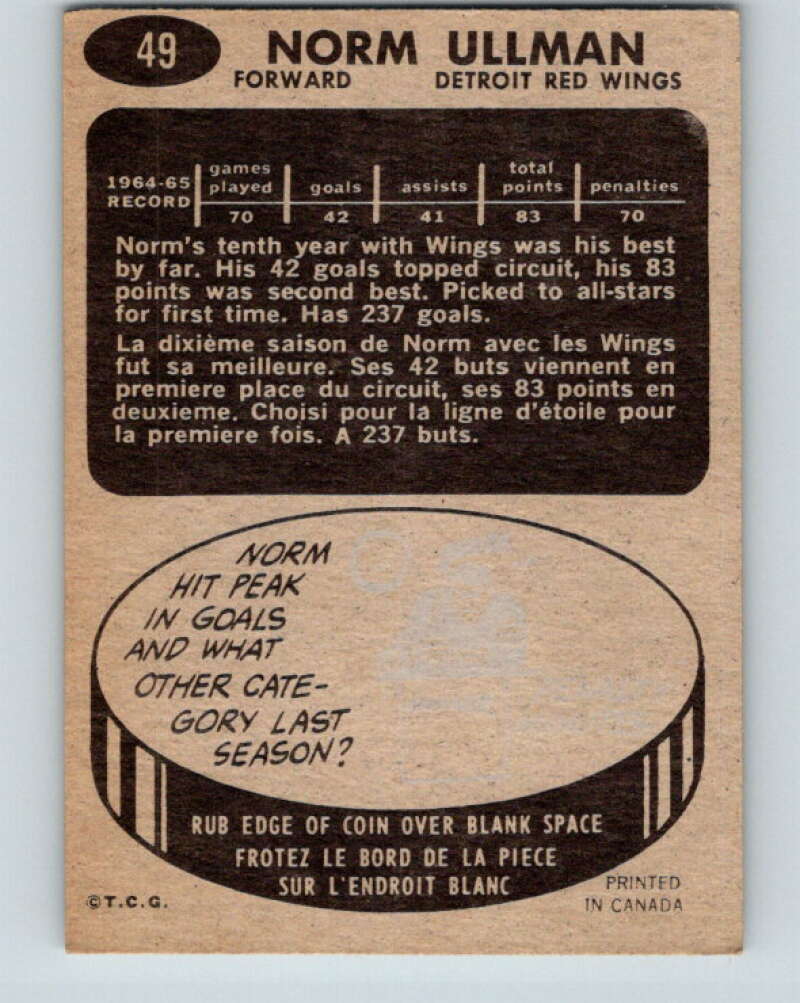 49 NORM ULLMAN
FORWARD DETROIT RED WINGS
1964-65 RECORD games played goals assists total points penalties
70 42 41 83 70
Norm's tenth year with Wings was his best
by far. His 42 goals topped circuit, his 83
points was second best. Picked to all-stars
for first time. Has 237 goals.
La dixième saison de Norm avec les Wings
fut sa meilleure. Ses 42 buts viennent en
premiere place du circuit, ses 83 points en
deuxieme. Choisi pour la ligne d'étoile pour
la premiere fois. A 237 buts.
NORM
HIT PEAK
IN GOALS
AND WHAT
OTHER CATE-
GORY LAST
SEASON?
RUB EDGE OF COIN OVER BLANK SPACE
FROTEZ LE BORD DE LA PIECE
SUR L'ENDROIT BLANC
©T.C.G.
PRINTED
IN CANADA